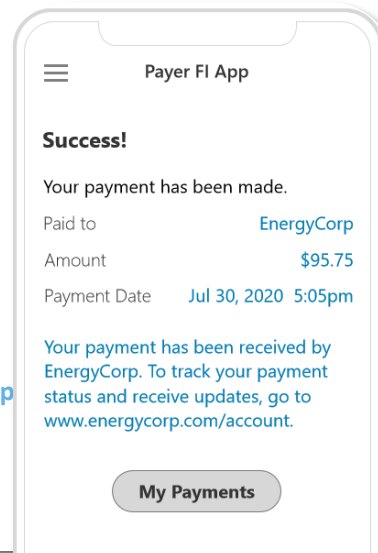 Payer FI App
Success!
Your payment has been made.
Paid to EnergyCorp
Amount $95.75
Payment Date Jul 30, 2020 5:05pm
Your payment has been received by
EnergyCorp. To track your payment
p status and receive updates, go to
www.energycorp.com/account.
My Payments